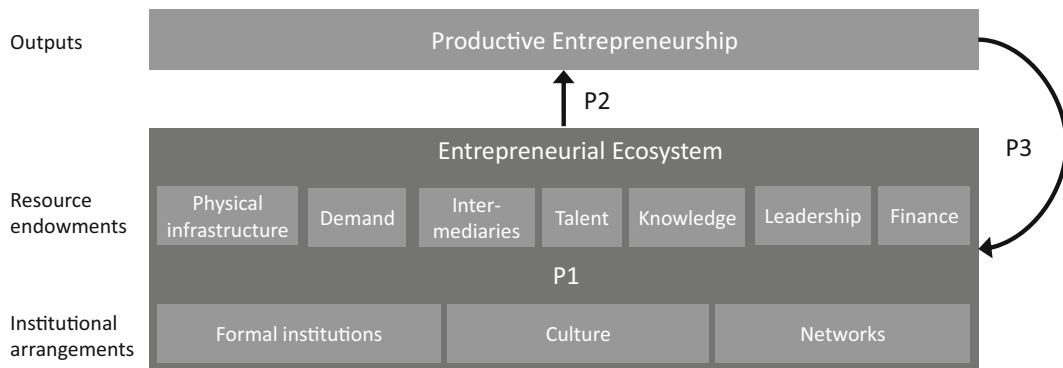 Outputs
Productive Entrepreneurship
P2
P3
Entrepreneurial Ecosystem
Resource
endowments
Physical
infrastructure
Demand
Inter-
mediaries
Talent
Knowledge
Leadership
Finance
P1
Institutional
arrangements
Formal institutions
Culture
Networks